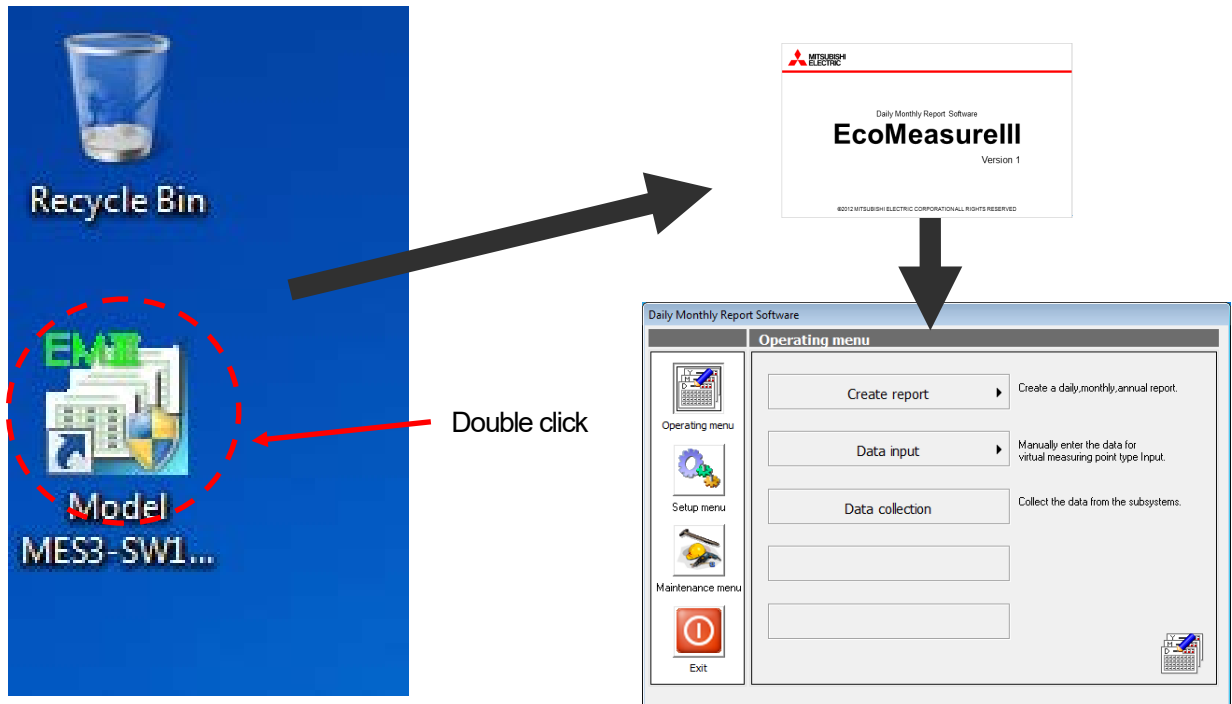 Recycle Bin
EMIII
Model
MES3-SW1...
Double click
MITSUBISHI
ELECTRIC
Daily Monthly Report Software
EcoMeasureIII
Version 1
©2012 MITSUBISHI ELECTRIC CORPORATION ALL RIGHTS RESERVED
Daily Monthly Report Software
Operating menu
Operating menu
Setup menu
Maintenance menu
Exit
Create report
Create a daily,monthly,annual report.
Data input
Manually enter the data for
virtual measuring point type Input.
Data collection
Collect the data from the subsystems.